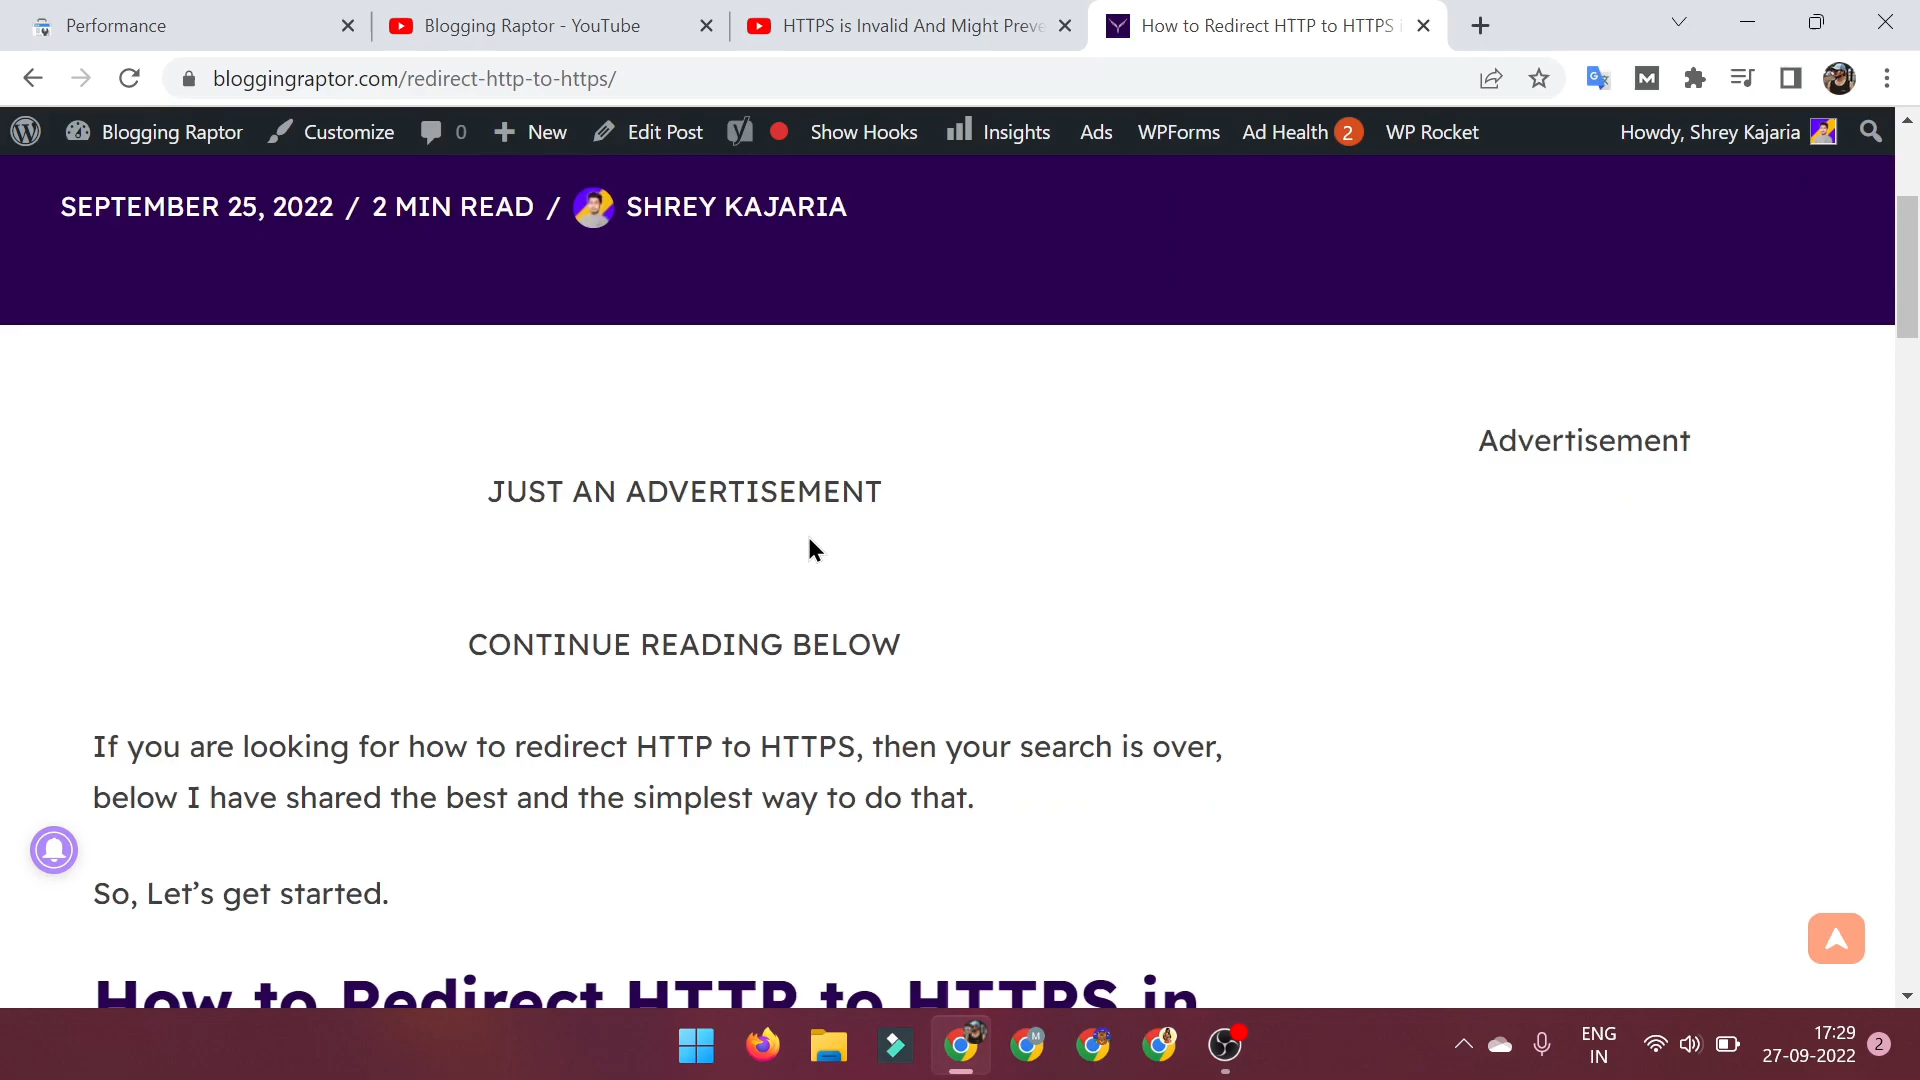 Performance
Blogging Raptor - YouTube
HTTPS is Invalid And Might Preve
How to Redirect HTTP to HTTPS i
bloggingraptor.com/redirect-http-to-https/
Blogging Raptor Customize 0 New Edit Post Show Hooks Insights Ads WPForms Ad Health 2 WP Rocket Howdy, Shrey Kajaria
SEPTEMBER 25, 2022 / 2 MIN READ / SHREY KAJARIA
Advertisement
JUST AN ADVERTISEMENT
CONTINUE READING BELOW
If you are looking for how to redirect HTTP to HTTPS, then your search is over,
below I have shared the best and the simplest way to do that.
So, Let’s get started.
How to Redirect HTTP to HTTPS in
ENG
IN
17:29
27-09-2022
2